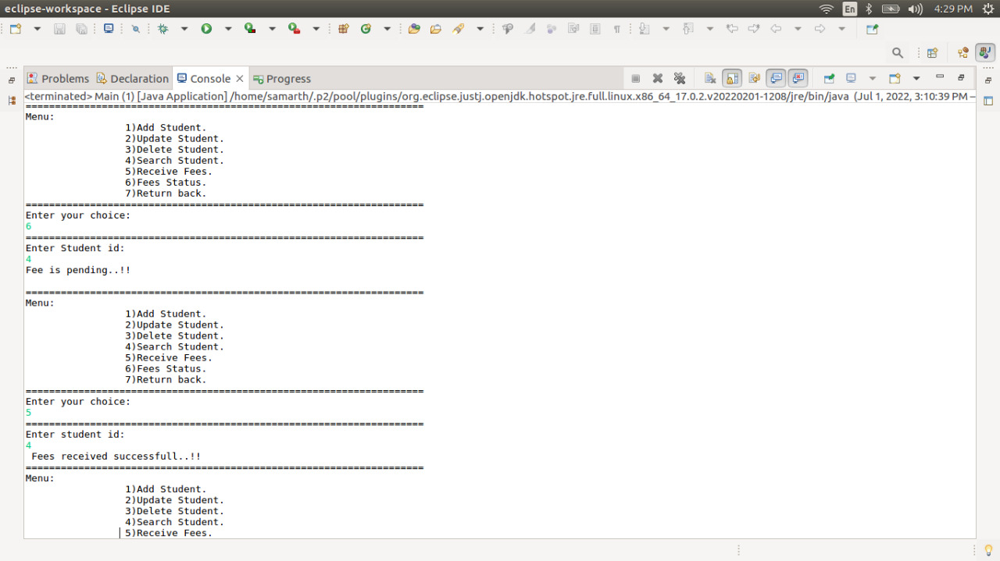 eclipse-workspace - Eclipse IDE
En
4:29 PM
Problems Declaration Console Progress
<terminated> Main (1) [Java Application] /home/samarth/.p2/pool/plugins/org.eclipse.justj.openjdk.hotspot.jre.full.linux.x86_64_17.0.2.v20220201-1208/jre/bin/java (Jul 1, 2022, 3:10:39 PM –
====================================================================
Menu:
1)Add Student.
2)Update Student.
3)Delete Student.
4)Search Student.
5)Receive Fees.
6)Fees Status.
7)Return back.
====================================================================
Enter your choice:
6
====================================================================
Enter Student id:
4
Fee is pending..!!
====================================================================
Menu:
1)Add Student.
2)Update Student.
3)Delete Student.
4)Search Student.
5)Receive Fees.
6)Fees Status.
7)Return back.
====================================================================
Enter your choice:
5
====================================================================
Enter student id:
4
Fees received successfull..!!
====================================================================
Menu:
1)Add Student.
2)Update Student.
3)Delete Student.
4)Search Student.
5)Receive Fees.